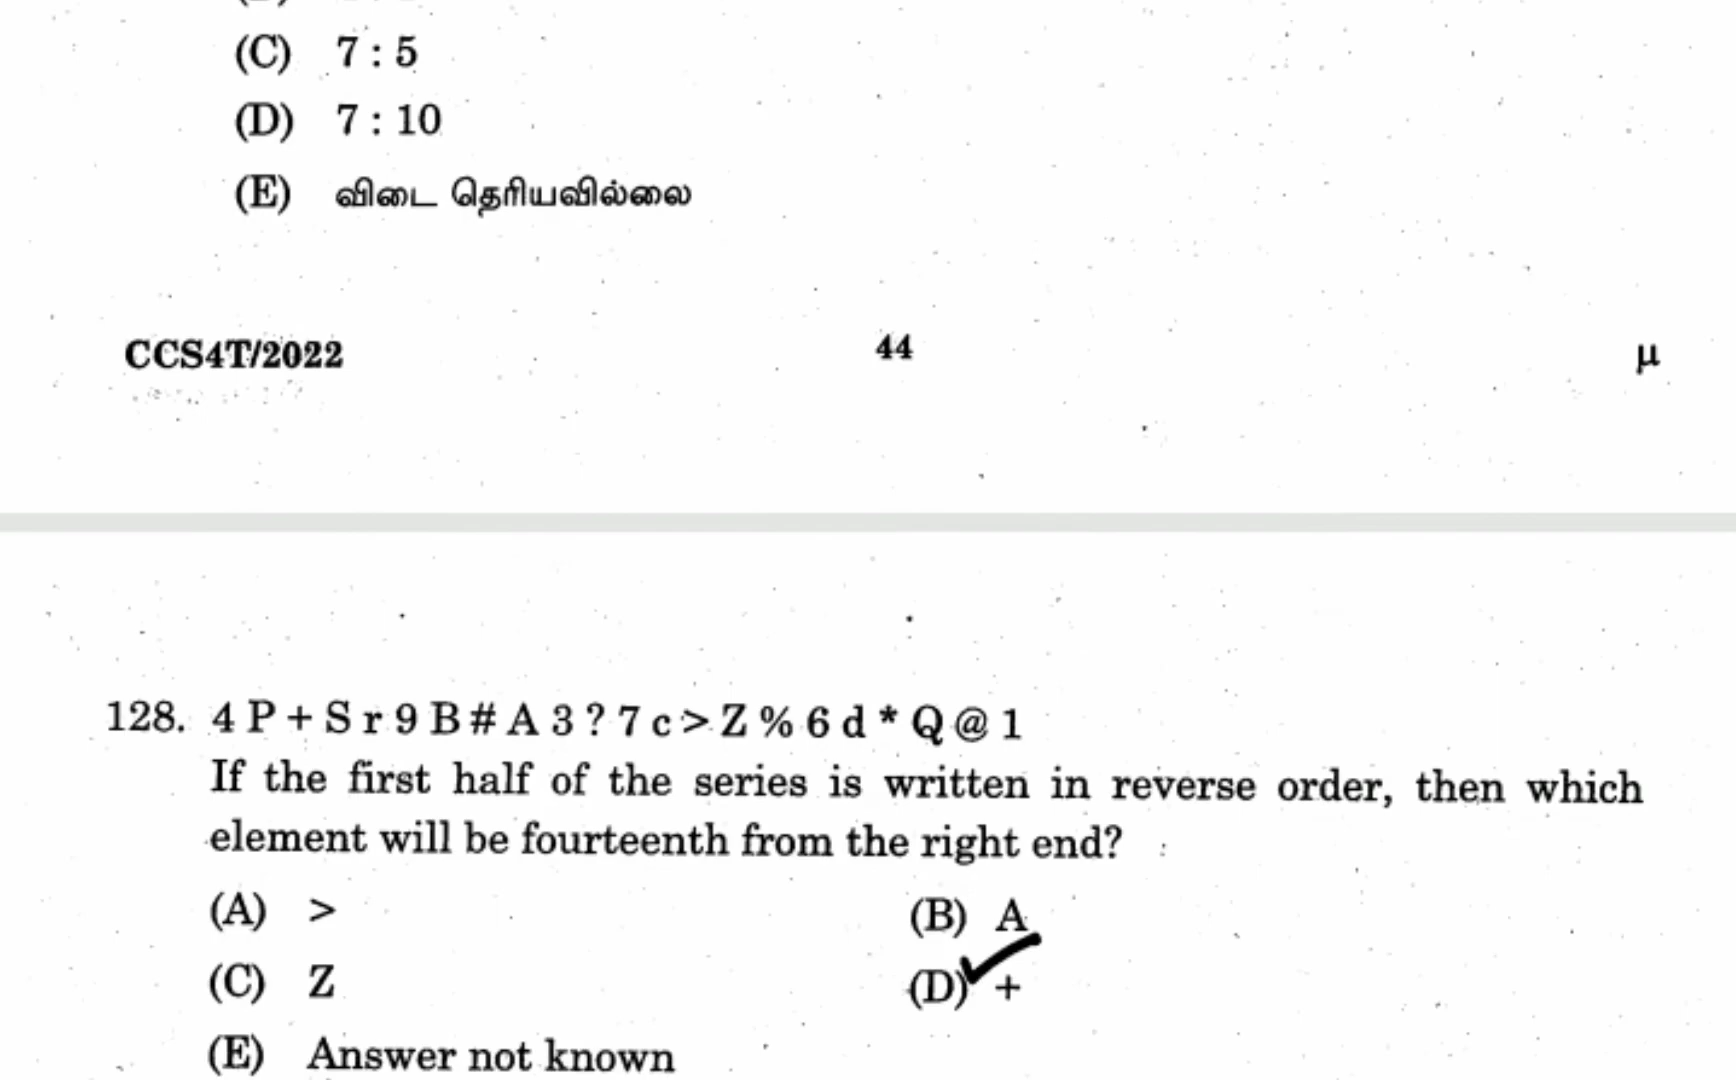 (C) 7 : 5
(D) 7 : 10
(E) விடை தெரியவில்லை
CCS4T/2022 44 µ
128. 4 P + S r 9 B # A 3 ? 7 c > Z % 6 d * Q @ 1
If the first half of the series is written in reverse order, then which
element will be fourteenth from the right end?
(A) > (B) A
(C) Z (D) +
(E) Answer not known